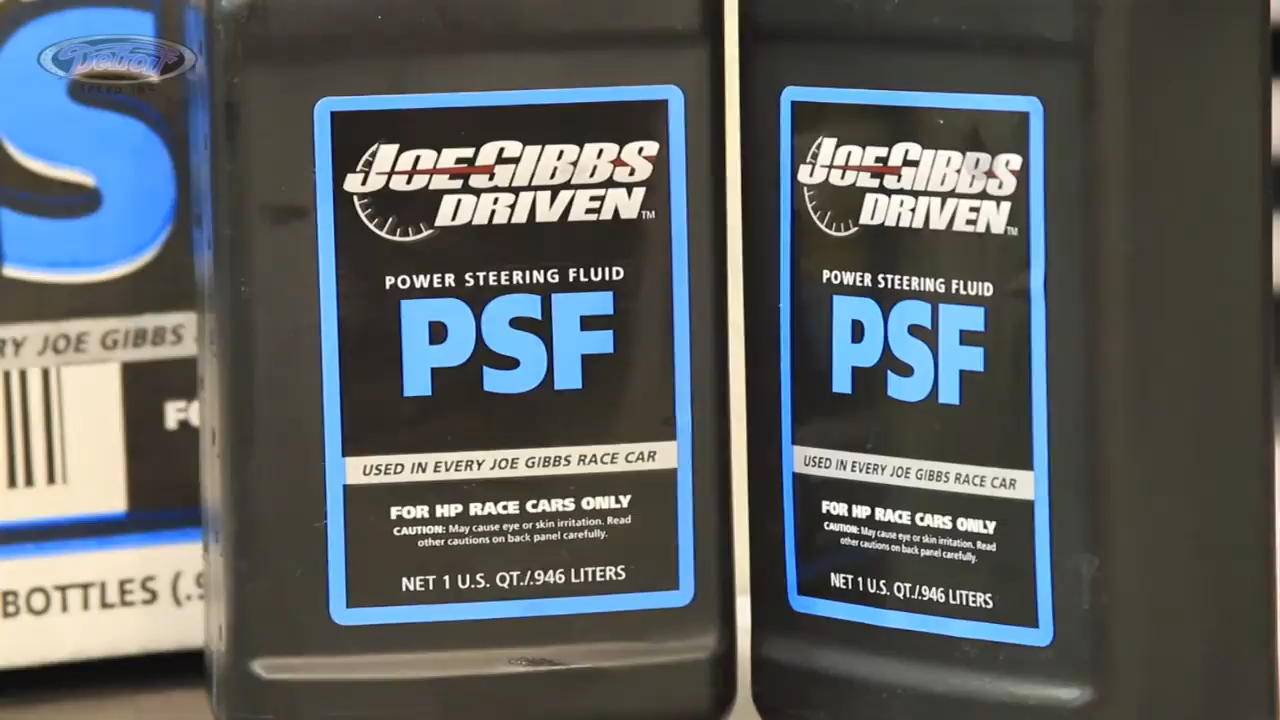 Detroit
SPEED INC
S
RY JOE GIBBS
BOTTLES (.9
JOE GIBBS
DRIVEN™
POWER STEERING FLUID
PSF
USED IN EVERY JOE GIBBS RACE CAR
FOR HP RACE CARS ONLY
CAUTION: May cause eye or skin irritation. Read
other cautions on back panel carefully.
NET 1 U.S. QT./.946 LITERS
JOE GIBBS
DRIVEN™
POWER STEERING FLUID
PSF
USED IN EVERY JOE GIBBS RACE CAR
FOR HP RACE CARS ONLY
CAUTION: May cause eye or skin irritation. Read
other cautions on back panel carefully.
NET 1 U.S. QT./.946 LITERS